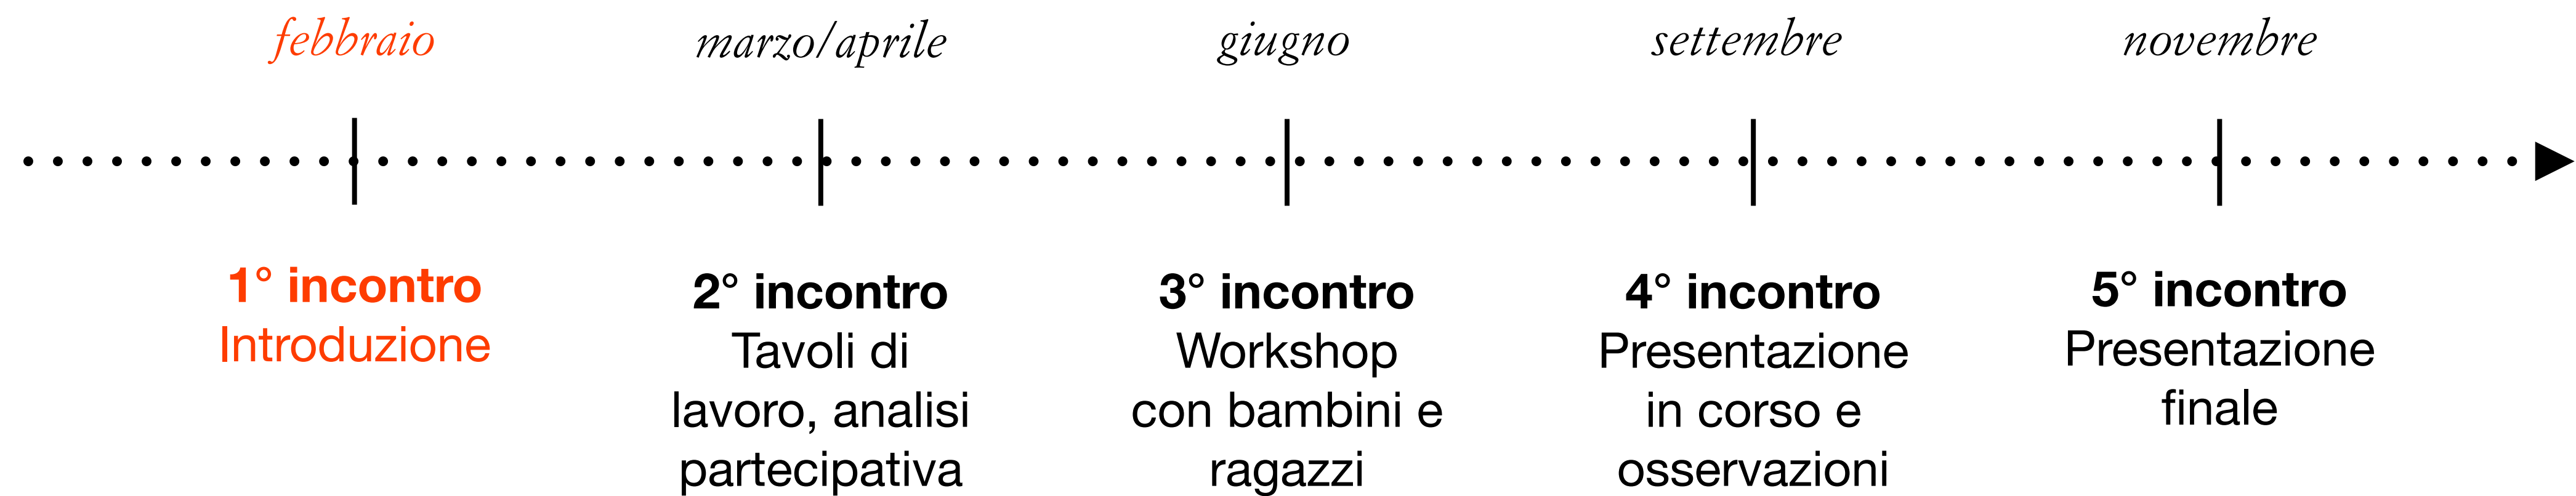 febbraio
marzo/aprile
giugno
settembre
novembre
1° incontro
Introduzione
2° incontro
Tavoli di
lavoro, analisi
partecipativa
3° incontro
Workshop
con bambini e
ragazzi
4° incontro
Presentazione
in corso e
osservazioni
5° incontro
Presentazione
finale